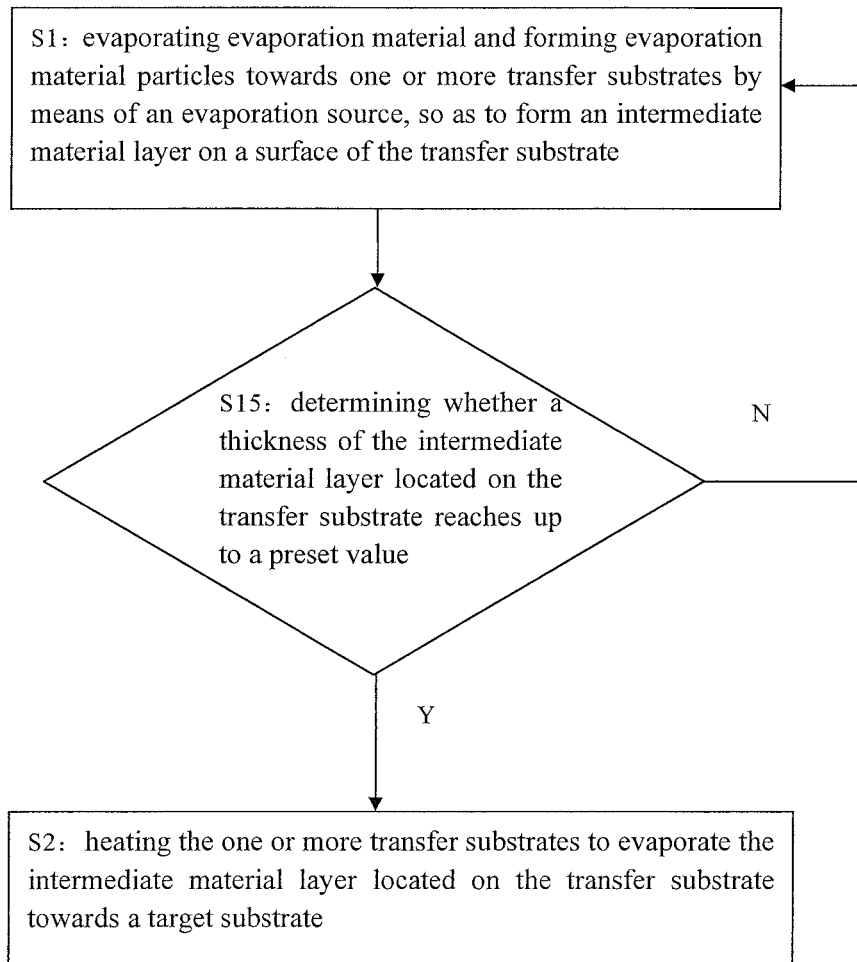 S1：evaporating evaporation material and forming evaporation
material particles towards one or more transfer substrates by
means of an evaporation source, so as to form an intermediate
material layer on a surface of the transfer substrate
S15：determining whether a
thickness of the intermediate
material layer located on the
transfer substrate reaches up
to a preset value
N
Y
S2：heating the one or more transfer substrates to evaporate the
intermediate material layer located on the transfer substrate
towards a target substrate